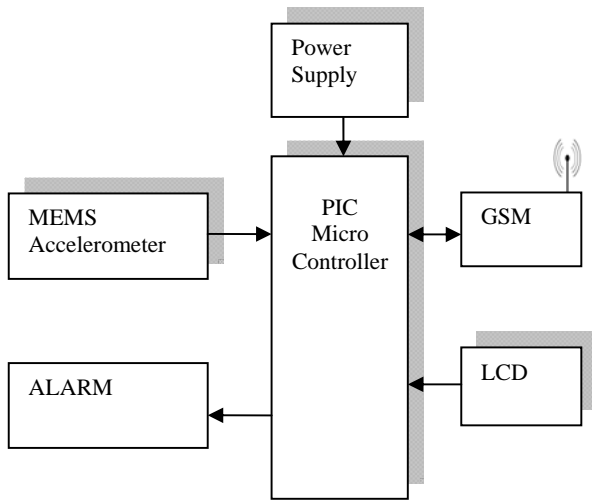 Power
Supply
MEMS
Accelerometer
PIC
Micro
Controller
GSM
ALARM
LCD